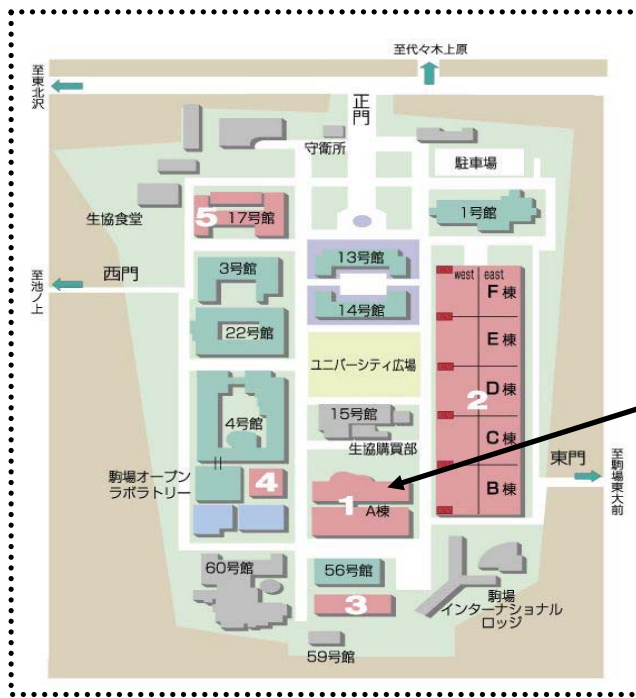 至代々木上原
至東北沢
正門
守衛所
駐車場
生協食堂
5 17号館
1号館
至池ノ上
西門
3号館
13号館
west east
F棟
14号館
E棟
22号館
ユニバーシティ広場
D棟
2
4号館
15号館
生協購買部
C棟
東門
至駒場東大前
駒場オープン
ラボラトリー
4
1
A棟
B棟
60号館
56号館
3
駒場
インターナショナル
ロッジ
59号館